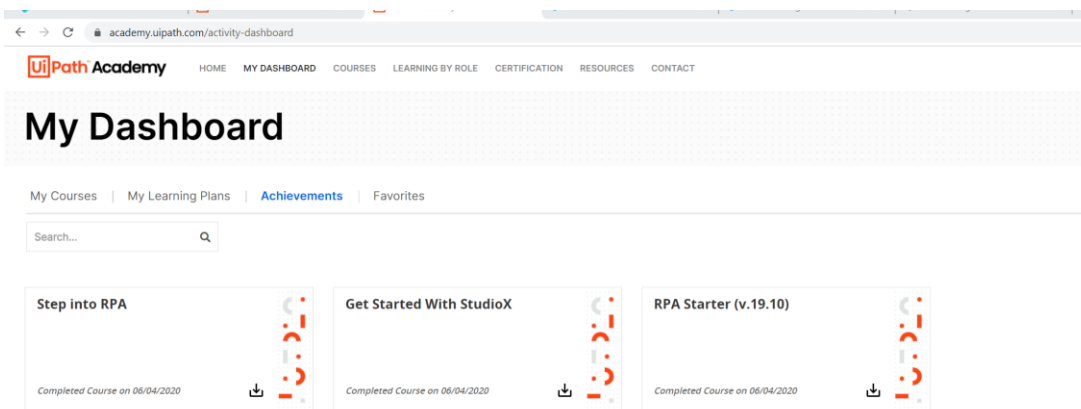 academy.uipath.com/activity-dashboard
UiPath Academy HOME MY DASHBOARD COURSES LEARNING BY ROLE CERTIFICATION RESOURCES CONTACT
My Dashboard
My Courses | My Learning Plans | Achievements | Favorites
Search...
Step into RPA
Completed Course on 06/04/2020
Get Started With StudioX
Completed Course on 06/04/2020
RPA Starter (v.19.10)
Completed Course on 06/04/2020